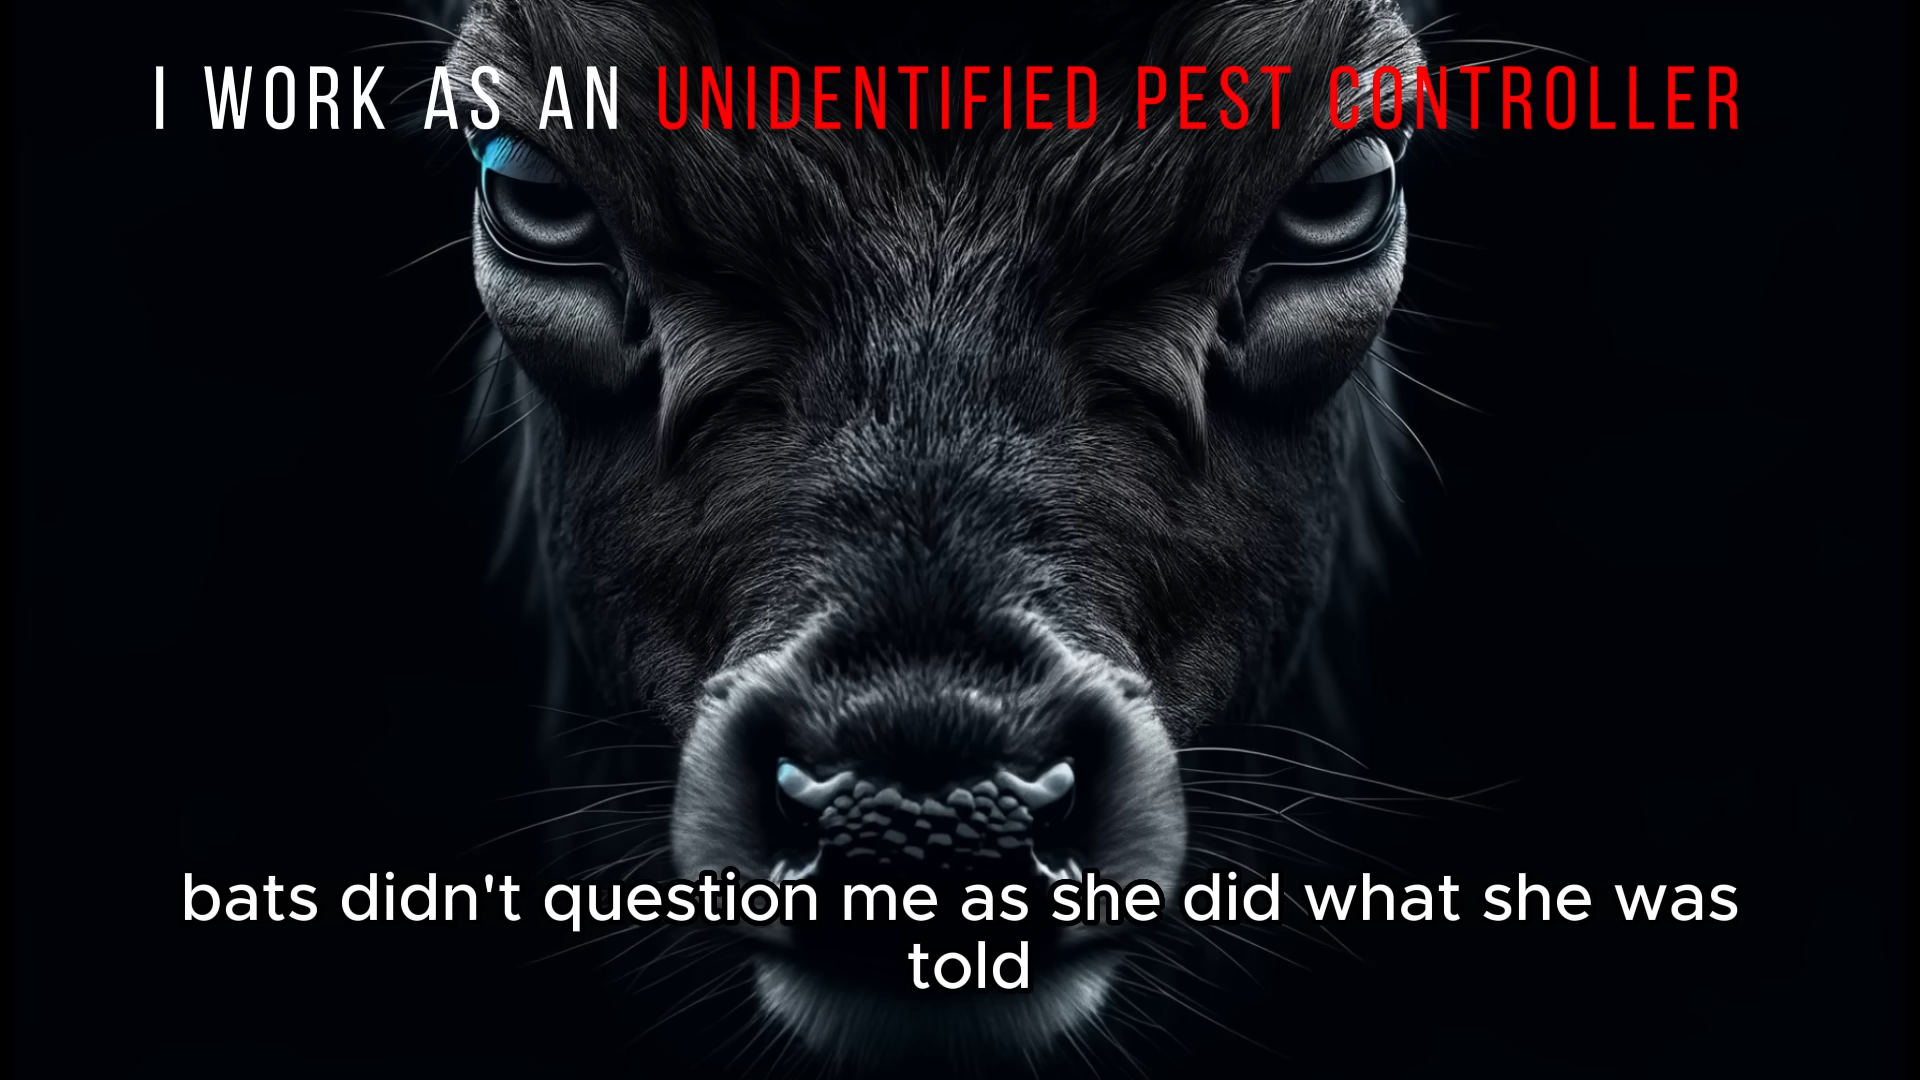 I WORK AS AN UNIDENTIFIED PEST CONTROLLER
bats didn't question me as she did what she was
told